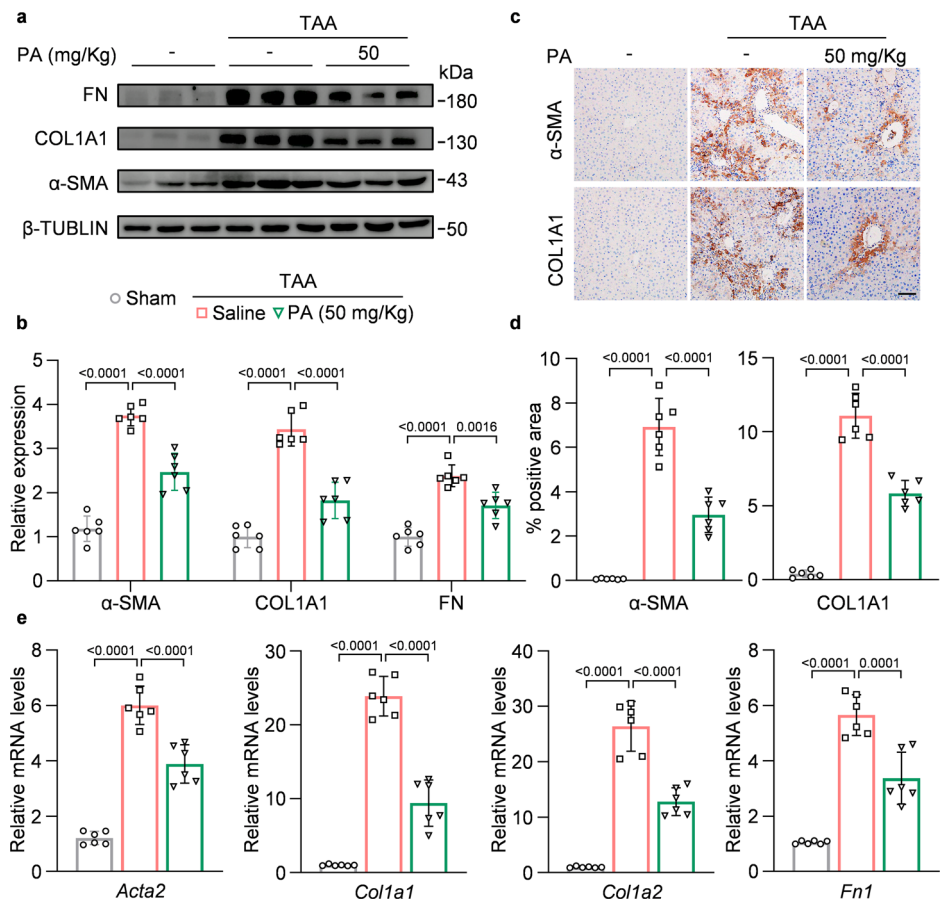 a
TAA
PA (mg/Kg) - - 50
kDa
FN -180
COL1A1 -130
α-SMA -43
β-TUBLIN -50
c
TAA
PA - - 50 mg/Kg
α-SMA
COL1A1
TAA
Sham
Saline PA (50 mg/Kg)
b
Relative expression
5
4
3
2
1
0
<0.0001 <0.0001
<0.0001 <0.0001
<0.0001 0.0016
α-SMA COL1A1 FN
d
% positive area
10
8
6
4
2
0
<0.0001 <0.0001
α-SMA
15
10
5
0
<0.0001 <0.0001
COL1A1
e
Relative mRNA levels
8
6
4
2
0
<0.0001 <0.0001
Acta2
Relative mRNA levels
30
20
10
0
<0.0001 <0.0001
Col1a1
Relative mRNA levels
40
30
20
10
0
<0.0001 <0.0001
Col1a2
Relative mRNA levels
8
6
4
2
0
<0.0001 0.0001
Fn1